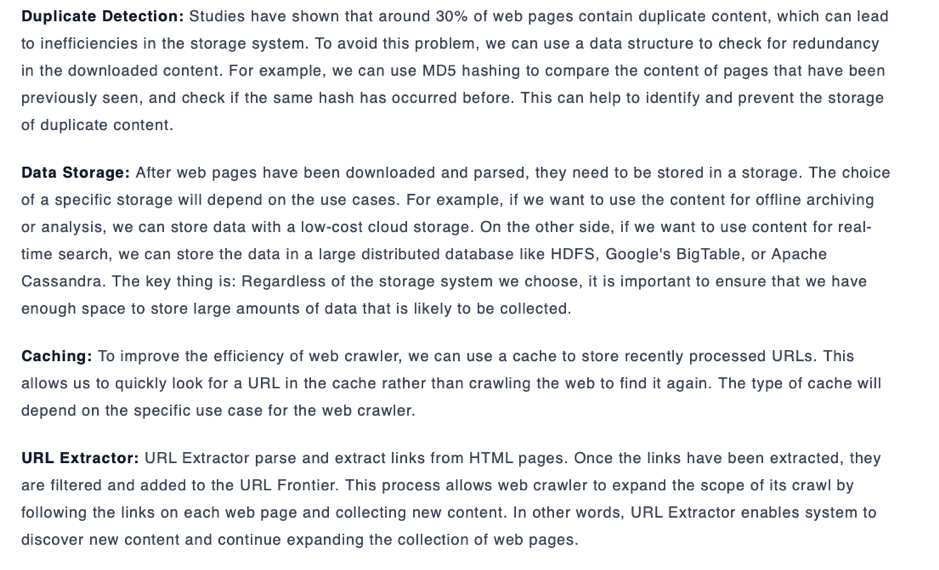 Duplicate Detection: Studies have shown that around 30% of web pages contain duplicate content, which can lead
to inefficiencies in the storage system. To avoid this problem, we can use a data structure to check for redundancy
in the downloaded content. For example, we can use MD5 hashing to compare the content of pages that have been
previously seen, and check if the same hash has occurred before. This can help to identify and prevent the storage
of duplicate content.
Data Storage: After web pages have been downloaded and parsed, they need to be stored in a storage. The choice
of a specific storage will depend on the use cases. For example, if we want to use the content for offline archiving
or analysis, we can store data with a low-cost cloud storage. On the other side, if we want to use content for real-
time search, we can store the data in a large distributed database like HDFS, Google's BigTable, or Apache
Cassandra. The key thing is: Regardless of the storage system we choose, it is important to ensure that we have
enough space to store large amounts of data that is likely to be collected.
Caching: To improve the efficiency of web crawler, we can use a cache to store recently processed URLs. This
allows us to quickly look for a URL in the cache rather than crawling the web to find it again. The type of cache will
depend on the specific use case for the web crawler.
URL Extractor: URL Extractor parse and extract links from HTML pages. Once the links have been extracted, they
are filtered and added to the URL Frontier. This process allows web crawler to expand the scope of its crawl by
following the links on each web page and collecting new content. In other words, URL Extractor enables system to
discover new content and continue expanding the collection of web pages.